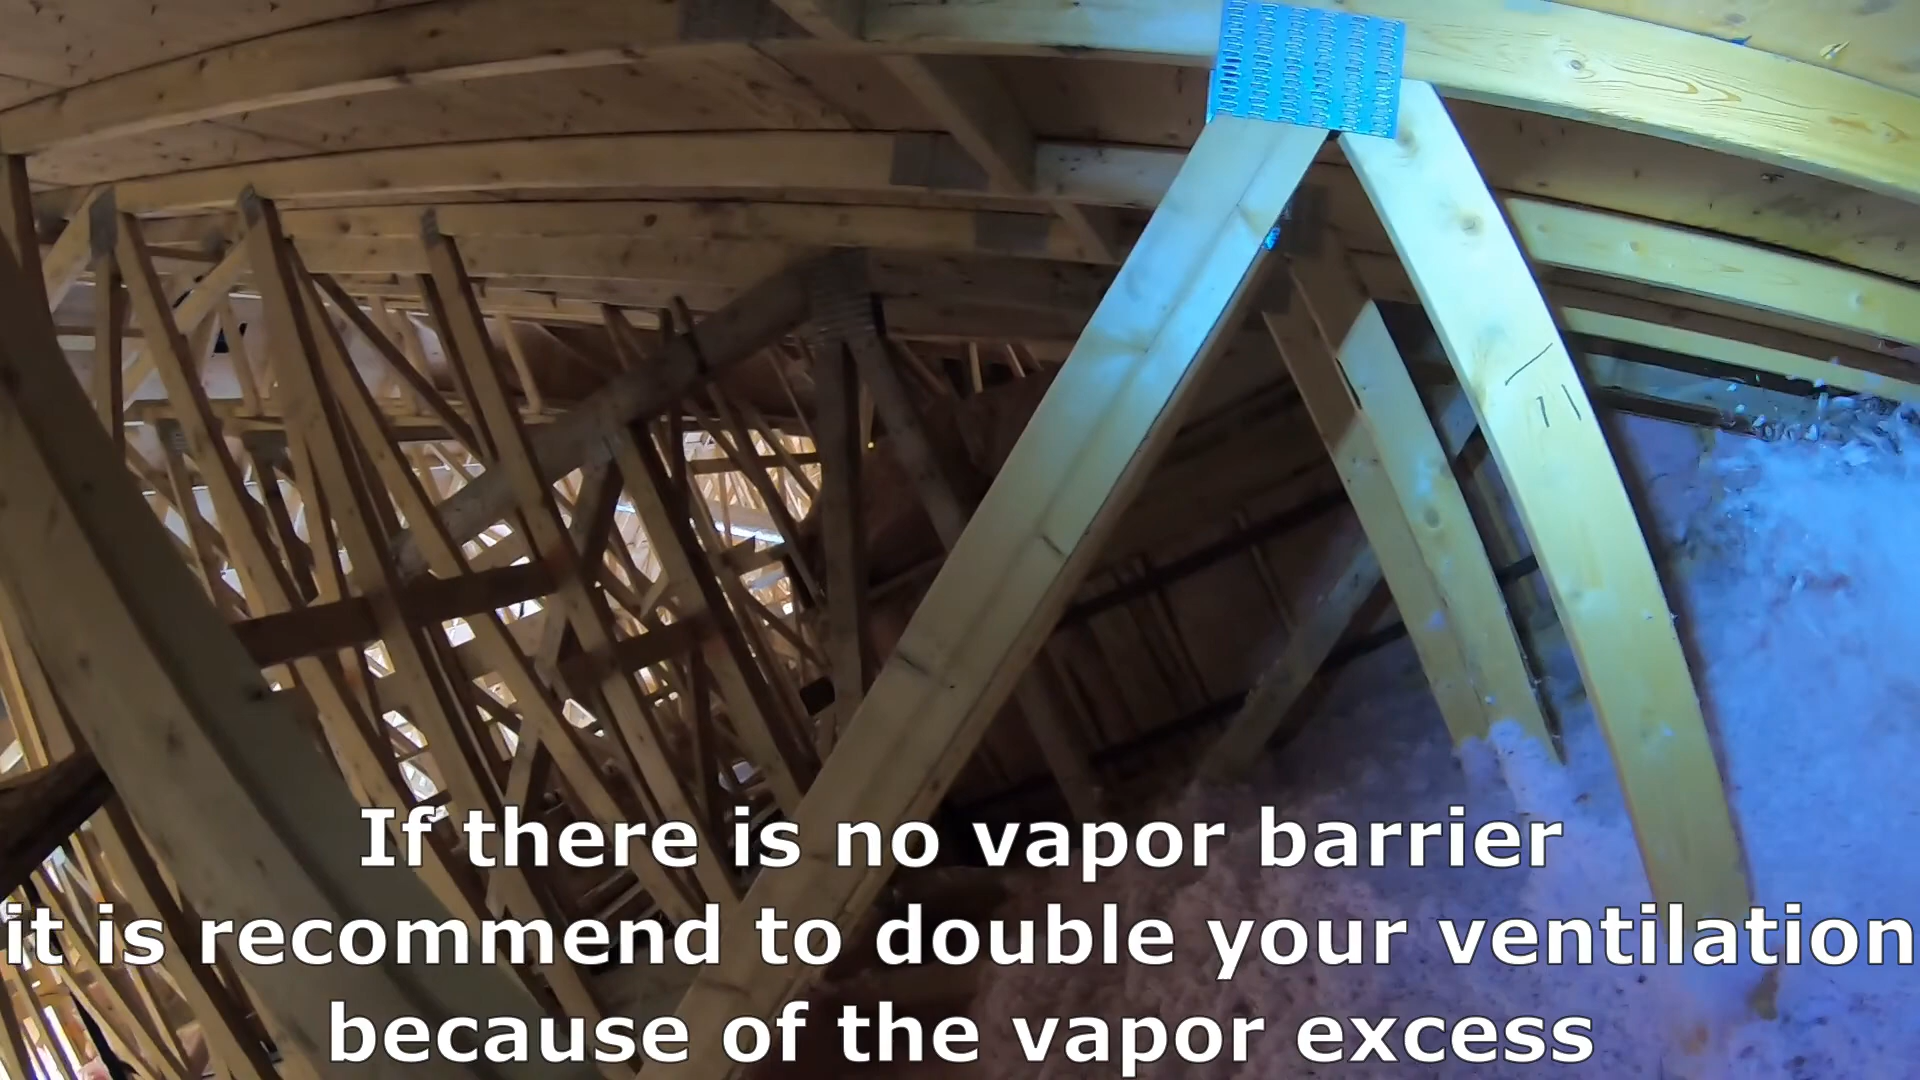 If there is no vapor barrier
it is recommend to double your ventilation
because of the vapor excess